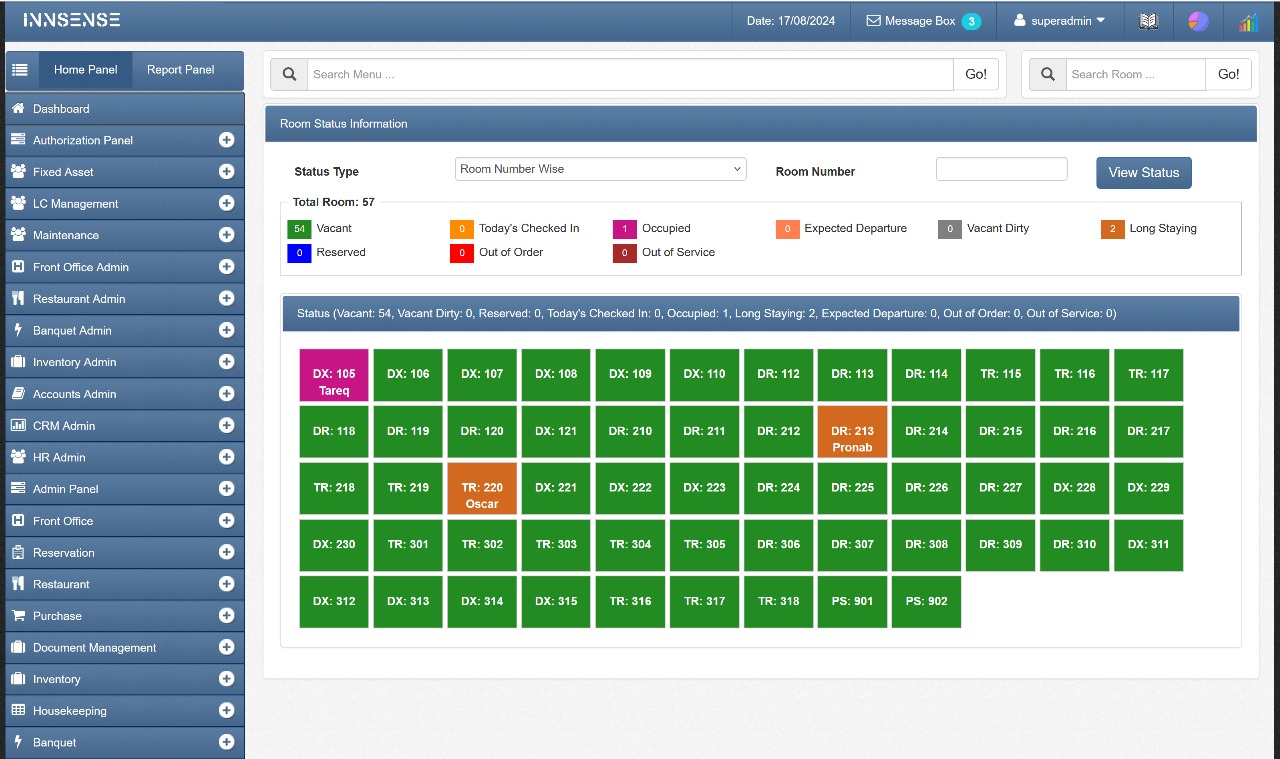 INNSENSE
Date: 17/08/2024
Message Box 3
superadmin
Home Panel
Report Panel
Dashboard
Authorization Panel
Fixed Asset
LC Management
Maintenance
Front Office Admin
Restaurant Admin
Banquet Admin
Inventory Admin
Accounts Admin
CRM Admin
HR Admin
Admin Panel
Front Office
Reservation
Restaurant
Purchase
Document Management
Inventory
Housekeeping
Banquet
Search Menu ...
Go!
Search Room ...
Go!
Room Status Information
Status Type
Room Number Wise
Room Number
View Status
Total Room: 57
54 Vacant
0 Today's Checked In
1 Occupied
0 Expected Departure
0 Vacant Dirty
2 Long Staying
0 Reserved
0 Out of Order
0 Out of Service
Status (Vacant: 54, Vacant Dirty: 0, Reserved: 0, Today's Checked In: 0, Occupied: 1, Long Staying: 2, Expected Departure: 0, Out of Order: 0, Out of Service: 0)
DX: 105
Tareq
DX: 106
DX: 107
DX: 108
DX: 109
DX: 110
DR: 112
DR: 113
DR: 114
TR: 115
TR: 116
TR: 117
DR: 118
DR: 119
DR: 120
DX: 121
DR: 210
DR: 211
DR: 212
DR: 213
Pronab
DR: 214
DR: 215
DR: 216
DR: 217
TR: 218
TR: 219
TR: 220
Oscar
DX: 221
DX: 222
DX: 223
DR: 224
DR: 225
DR: 226
DR: 227
DX: 228
DX: 229
DX: 230
TR: 301
TR: 302
TR: 303
TR: 304
TR: 305
DR: 306
DR: 307
DR: 308
DR: 309
DR: 310
DX: 311
DX: 312
DX: 313
DX: 314
DX: 315
TR: 316
TR: 317
TR: 318
PS: 901
PS: 902